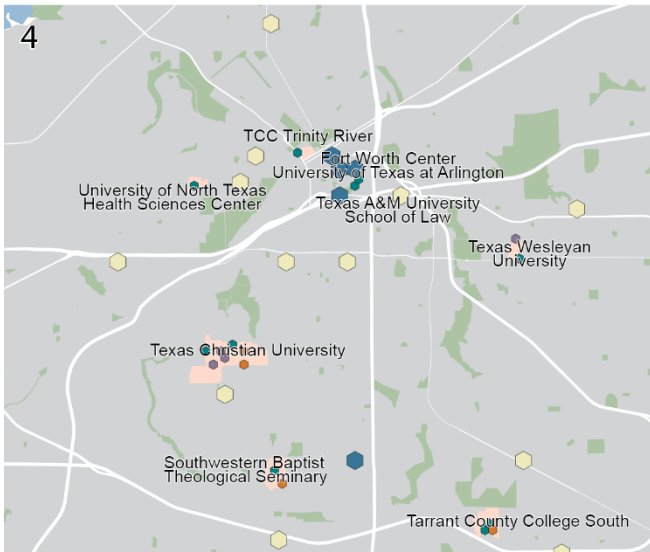 4
TCC Trinity River
Fort Worth Center
University of Texas at Arlington
University of North Texas
Health Sciences Center
Texas A&M University
School of Law
Texas Wesleyan
University
Texas Christian University
Southwestern Baptist
Theological Seminary
Tarrant County College South